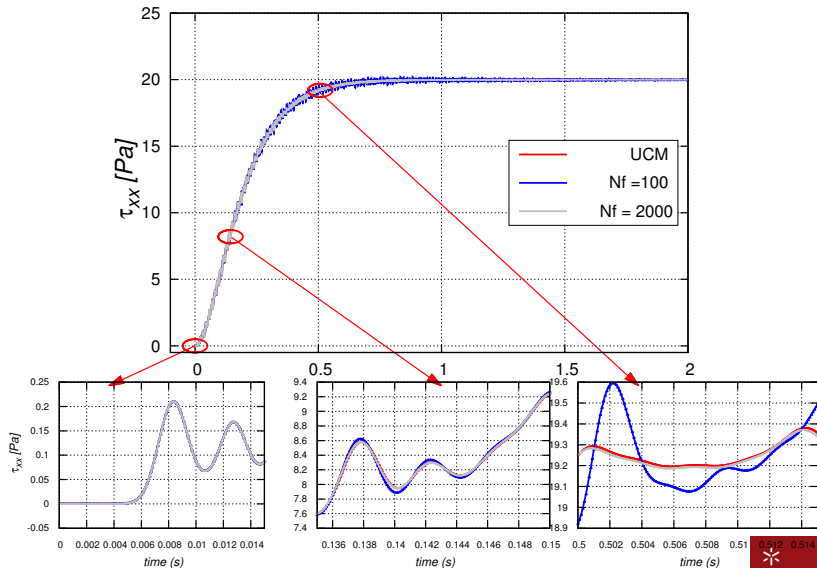 25
20
15
10
5
0
τxx [Pa]
UCM
Nf =100
Nf = 2000
0 0.5 1 1.5 2
0.25
0.2
0.15
0.1
0.05
0
-0.05
τxx [Pa]
0 0.002 0.004 0.006 0.008 0.01 0.012 0.014
time (s)
9.4
9.2
9
8.8
8.6
8.4
8.2
8
7.8
7.6
7.4
0.136 0.138 0.14 0.142 0.144 0.146 0.148 0.15
time (s)
19.6
19.5
19.4
19.3
19.2
19.1
19
18.9
0.5 0.502 0.504 0.506 0.508 0.51 0.512 0.514
time (s)